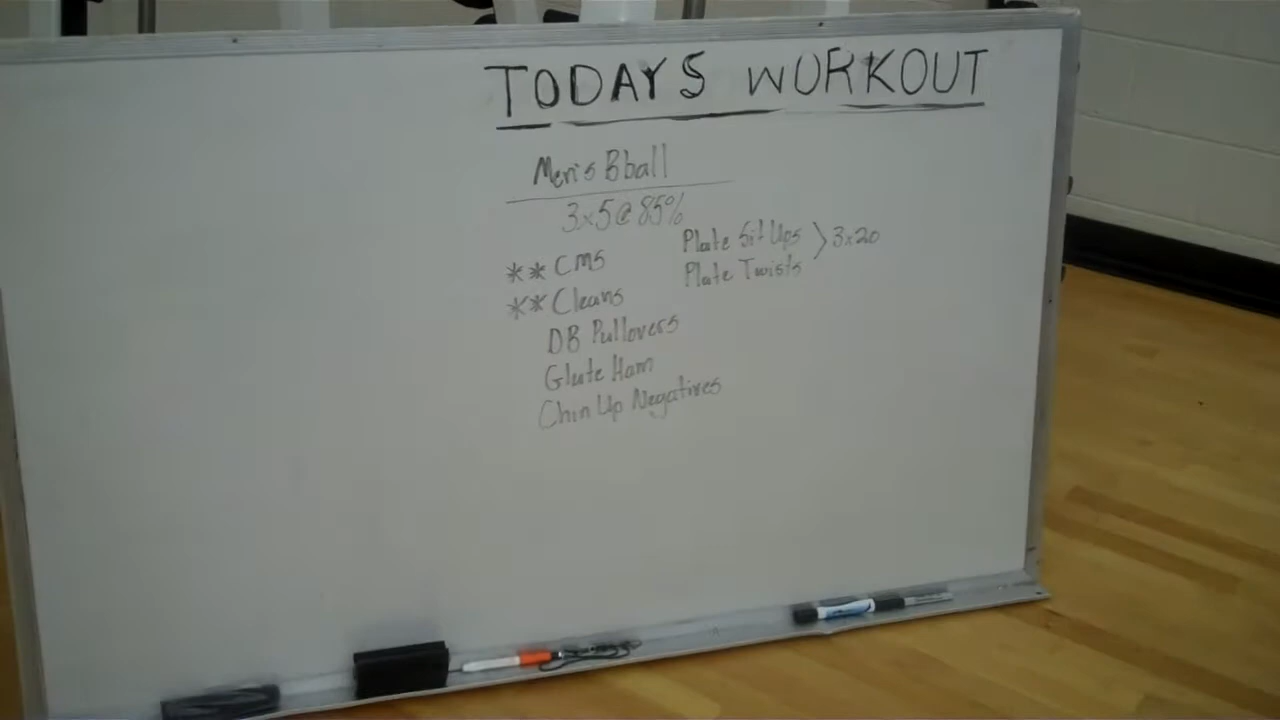 TODAYS WORKOUT
Men's Bball
3x5@85%
**CMS
**Cleans
DB Pullovers
Glute Ham
Chin Up Negatives
Plate Sit Ups > 3x20
Plate Twists